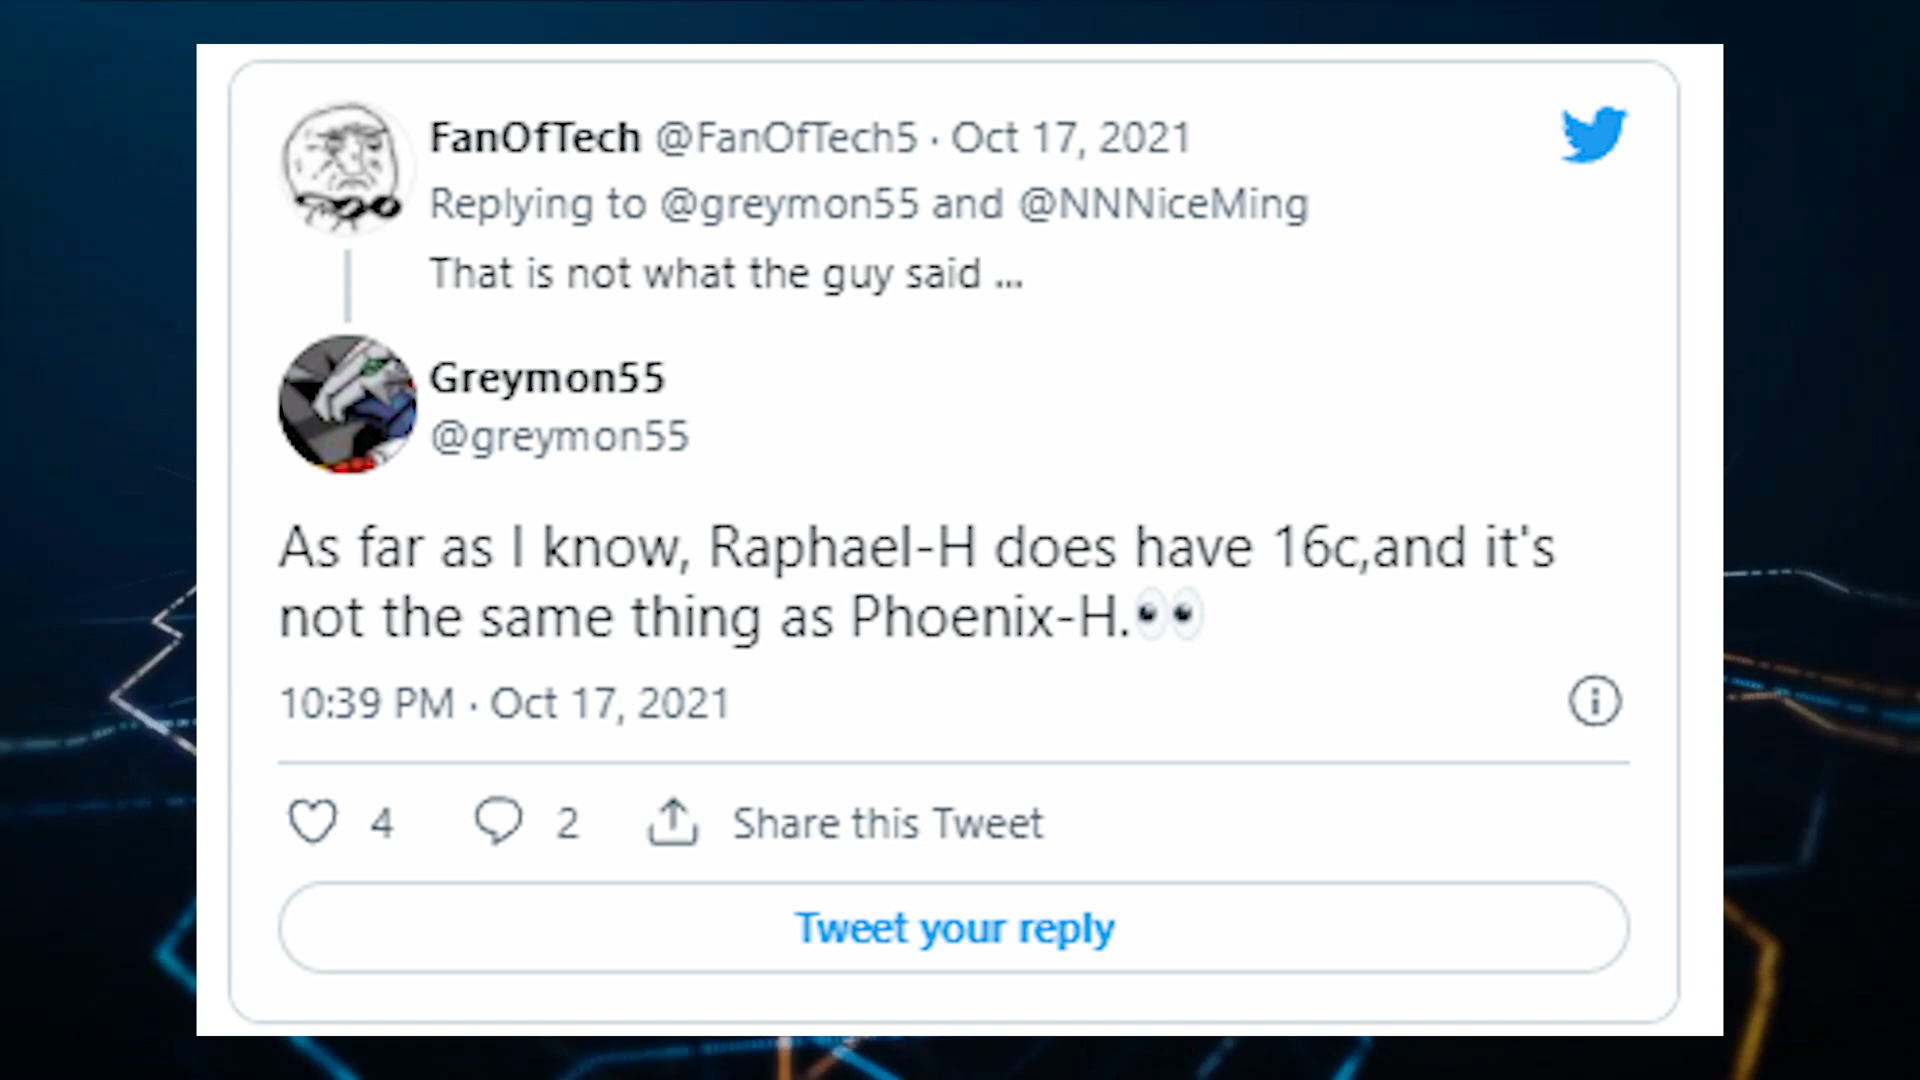 FanOfTech @FanOfTech5 · Oct 17, 2021
Replying to @greymon55 and @NNNiceMing
That is not what the guy said ...
Greymon55
@greymon55
As far as I know, Raphael-H does have 16c,and it's
not the same thing as Phoenix-H.👀
10:39 PM · Oct 17, 2021
4 2 Share this Tweet
Tweet your reply